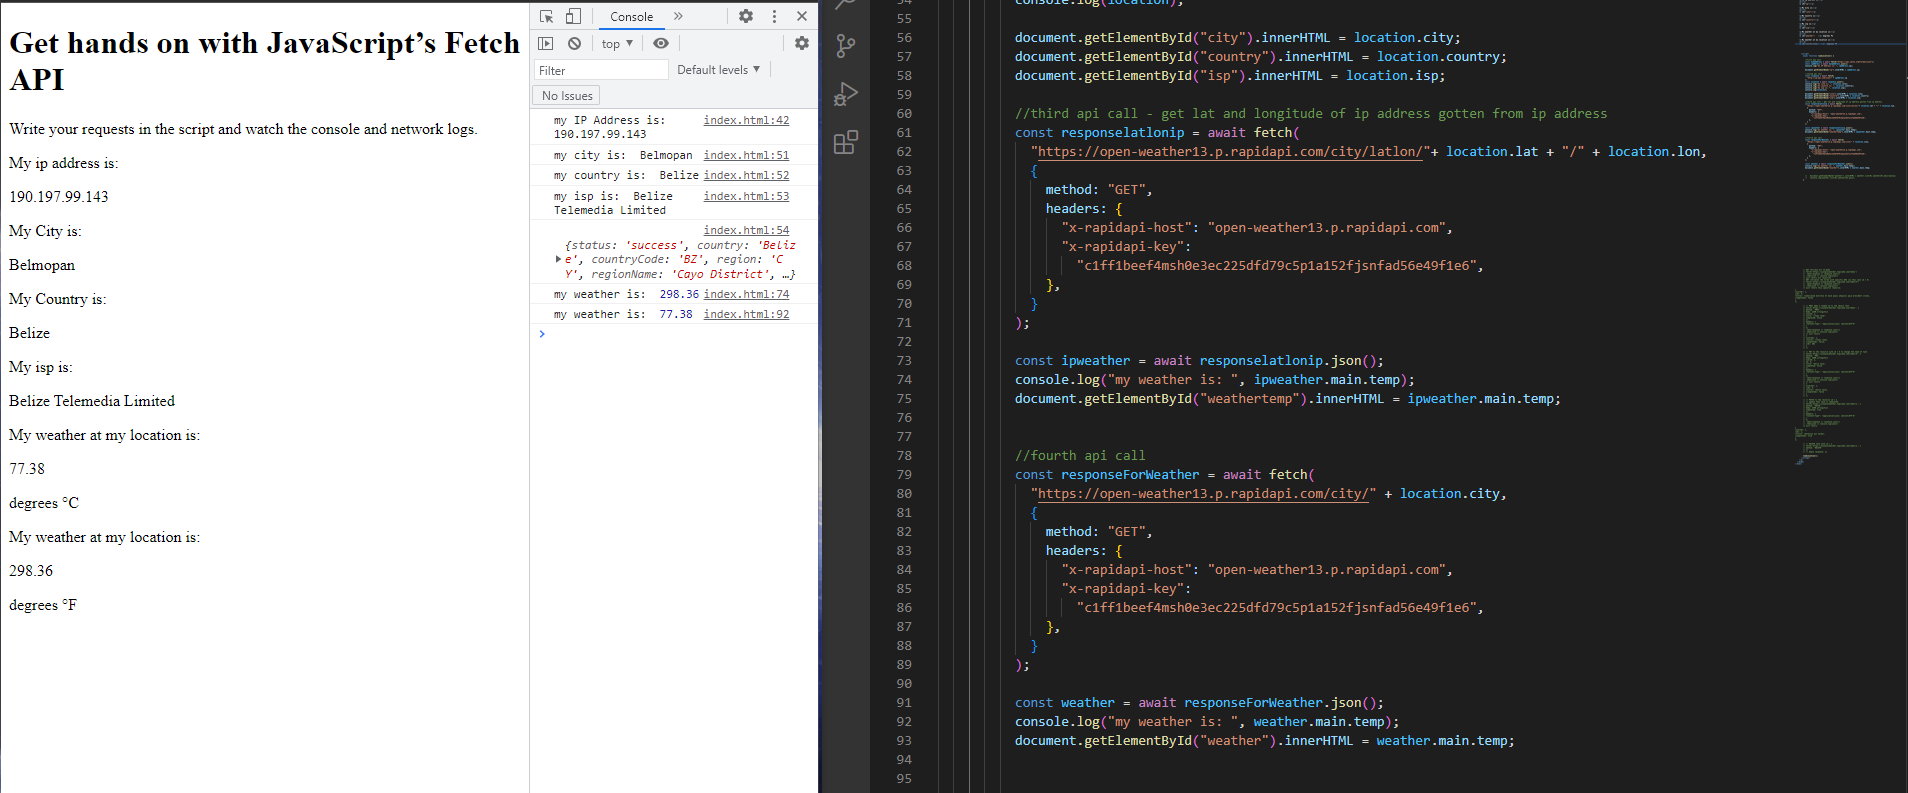 Get hands on with JavaScript’s Fetch
API
Write your requests in the script and watch the console and network logs.
My ip address is:
190.197.99.143
My City is:
Belmopan
My Country is:
Belize
My isp is:
Belize Telemedia Limited
My weather at my location is:
77.38
degrees °C
My weather at my location is:
298.36
degrees °F
Console
top
Filter
Default levels
No Issues
my IP Address is: index.html:42
190.197.99.143
my city is: Belmopan index.html:51
my country is: Belize index.html:52
my isp is: Belize index.html:53
Telemedia Limited
index.html:54
{status: 'success', country: 'Beliz
e', countryCode: 'BZ', region: 'C
Y', regionName: 'Cayo District', …}
my weather is: 298.36 index.html:74
my weather is: 77.38 index.html:92
54 console.log(location);
55
56 document.getElementById("city").innerHTML = location.city;
57 document.getElementById("country").innerHTML = location.country;
58 document.getElementById("isp").innerHTML = location.isp;
59
60 //third api call - get lat and longitude of ip address gotten from ip address
61 const responselatlonip = await fetch(
62 "https://open-weather13.p.rapidapi.com/city/latlon/"+ location.lat + "/" + location.lon,
63 {
64 method: "GET",
65 headers: {
66 "x-rapidapi-host": "open-weather13.p.rapidapi.com",
67 "x-rapidapi-key":
68 "c1ff1beef4msh0e3ec225dfd79c5p1a152fjsnfad56e49f1e6",
69 },
70 }
71 );
72
73 const ipweather = await responselatlonip.json();
74 console.log("my weather is: ", ipweather.main.temp);
75 document.getElementById("weathertemp").innerHTML = ipweather.main.temp;
76
77
78 //fourth api call
79 const responseForWeather = await fetch(
80 "https://open-weather13.p.rapidapi.com/city/" + location.city,
81 {
82 method: "GET",
83 headers: {
84 "x-rapidapi-host": "open-weather13.p.rapidapi.com",
85 "x-rapidapi-key":
86 "c1ff1beef4msh0e3ec225dfd79c5p1a152fjsnfad56e49f1e6",
87 },
88 }
89 );
90
91 const weather = await responseForWeather.json();
92 console.log("my weather is: ", weather.main.temp);
93 document.getElementById("weather").innerHTML = weather.main.temp;
94
95